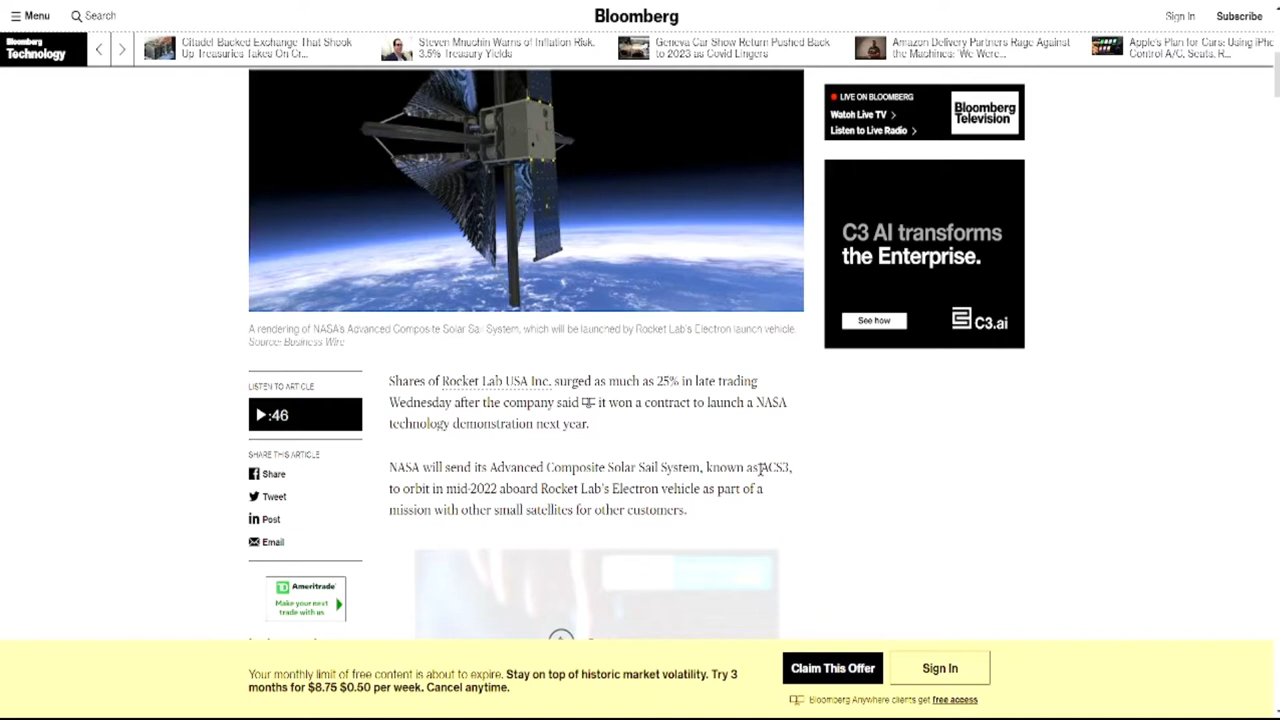 Menu
Search
Bloomberg
Sign In
Subscribe
Bloomberg
Technology
Citadel Backed Exchange That Shook
Up Treasuries Takes On Cr...
Steven Mnuchin Warns of Inflation Risk,
3.5% Treasury Yields
Geneva Car Show Return Pushed Back
to 2023 as Covid Lingers
Amazon Delivery Partners Rage Against
the Machines: ‘We Were...
Apple's Plan for Cars: Using iPho
Control A/C, Seats, R...
LIVE ON BLOOMBERG
Watch Live TV
Listen to Live Radio
Bloomberg
Television
C3 AI transforms
the Enterprise.
See how
C3.ai
A rendering of NASA's Advanced Composite Solar Sail System, which will be launched by Rocket Lab's Electron launch vehicle.
Source: Business Wire
LISTEN TO ARTICLE
:46
SHARE THIS ARTICLE
Share
Tweet
Post
Email
Ameritrade
Make your next
trade with us
Shares of Rocket Lab USA Inc. surged as much as 25% in late trading
Wednesday after the company said it won a contract to launch a NASA
technology demonstration next year.
NASA will send its Advanced Composite Solar Sail System, known as ACS3,
to orbit in mid-2022 aboard Rocket Lab's Electron vehicle as part of a
mission with other small satellites for other customers.
Your monthly limit of free content is about to expire. Stay on top of historic market volatility. Try 3
months for $8.75 $0.50 per week. Cancel anytime.
Claim This Offer
Sign In
Bloomberg Anywhere clients get free access